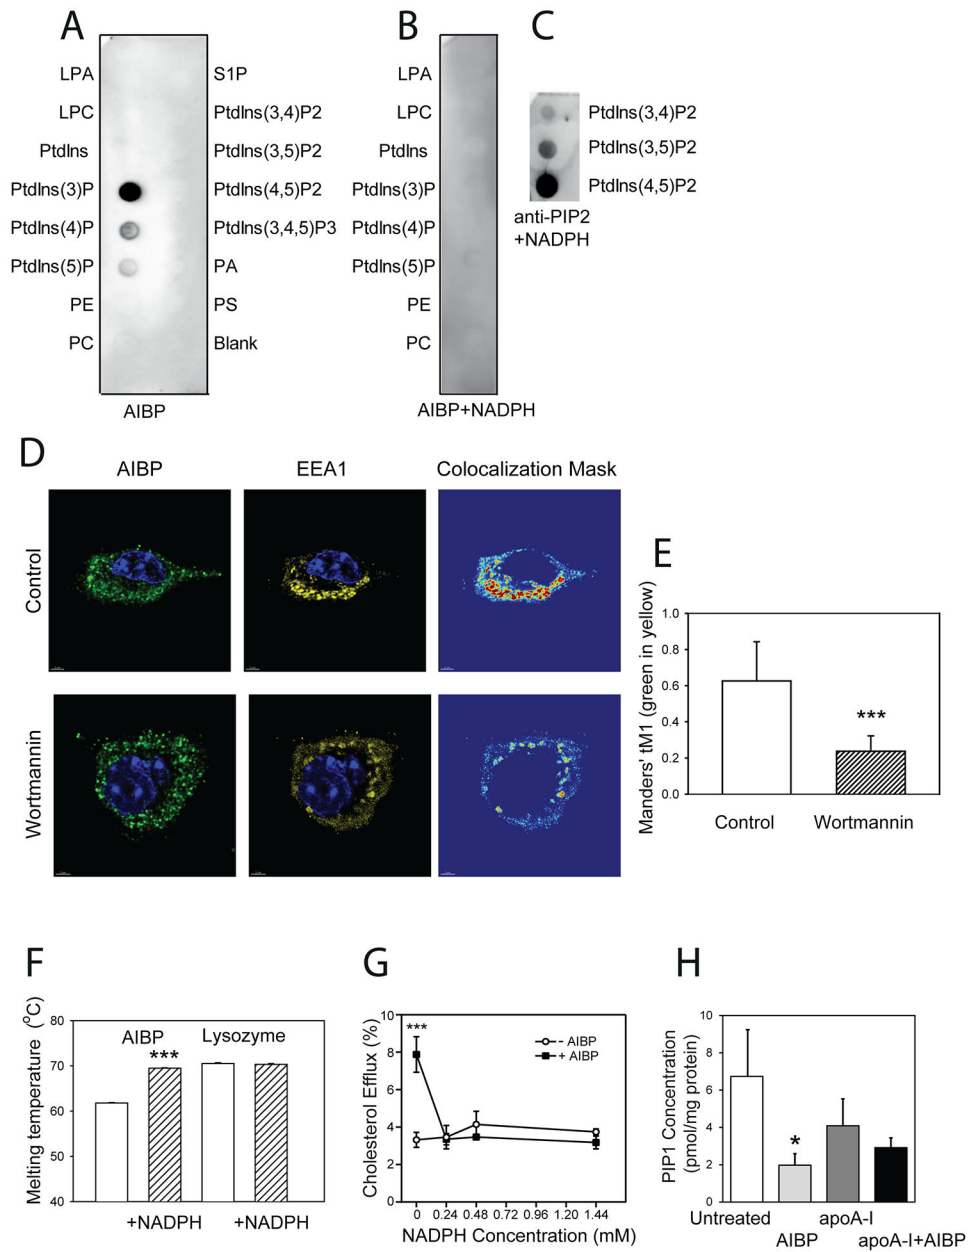 A
LPA
LPC
PtdIns
PtdIns(3)P
PtdIns(4)P
PtdIns(5)P
PE
PC
S1P
PtdIns(3,4)P2
PtdIns(3,5)P2
PtdIns(4,5)P2
PtdIns(3,4,5)P3
PA
PS
Blank
AIBP
B
LPA
LPC
PtdIns
PtdIns(3)P
PtdIns(4)P
PtdIns(5)P
PE
PC
AIBP+NADPH
C
PtdIns(3,4)P2
PtdIns(3,5)P2
PtdIns(4,5)P2
anti-PIP2
+NADPH
D
AIBP
EEA1
Colocalization Mask
Control
Wortmannin
E
Manders' tM1 (green in yellow)
1.0
0.8
0.6
0.4
0.2
0.0
***
Control
Wortmannin
F
Melting temperature (°C)
80
70
60
50
40
AIBP
Lysozyme
***
+NADPH
+NADPH
G
Cholesterol Efflux (%)
10
8
6
4
2
0
***
- AIBP
+ AIBP
0 0.24 0.48 0.72 0.96 1.20 1.44
NADPH Concentration (mM)
H
PIP1 Concentration
(pmol/mg protein)
10
8
6
4
2
0
*
Untreated
AIBP
apoA-I
apoA-I+AIBP